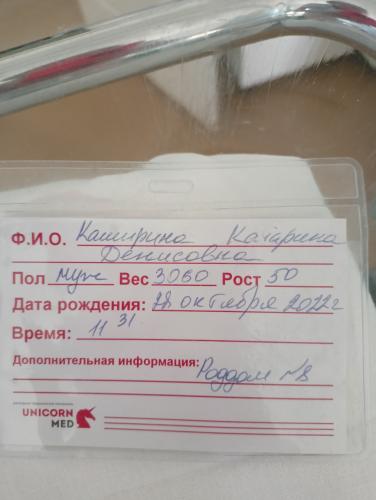 Ф.И.О. Каширина Катарина
Денисовна
Пол муж Вес 3060 Рост 50
Дата рождения: 28 октября 2022г
Время: 11 31
Дополнительная информация:
Роддом №8
UNICORN
MED